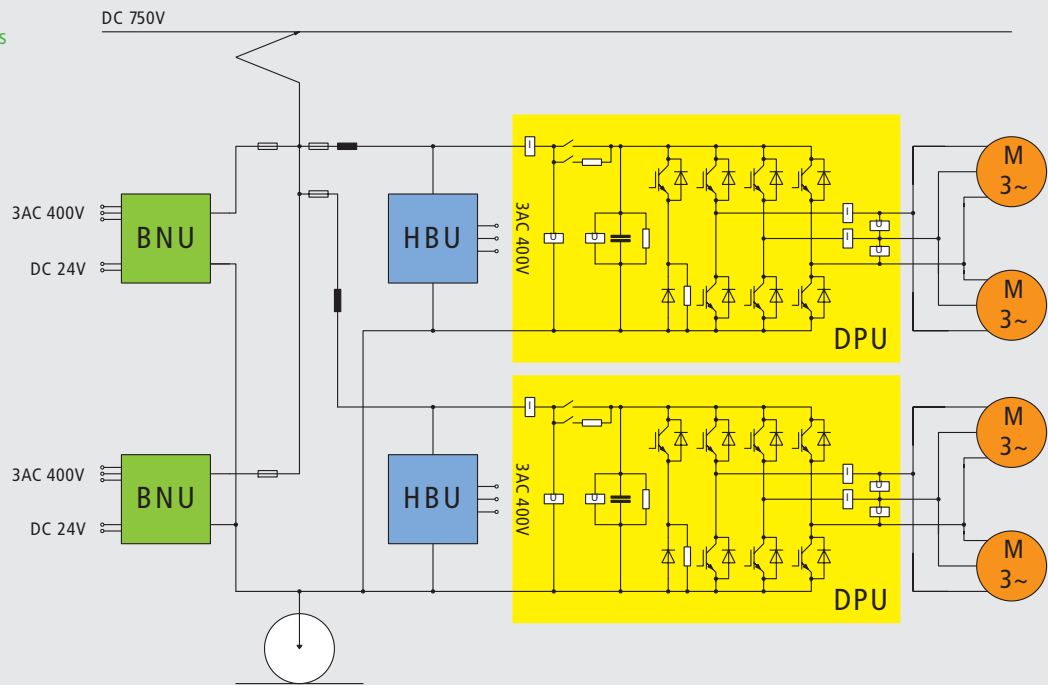 DC 750V
s
3AC 400V
BNU
DC 24V
HBU
3AC 400V
I
U
U
I
I
U
U
DPU
M
3~
M
3~
3AC 400V
BNU
DC 24V
HBU
3AC 400V
I
U
U
I
I
U
U
DPU
M
3~
M
3~